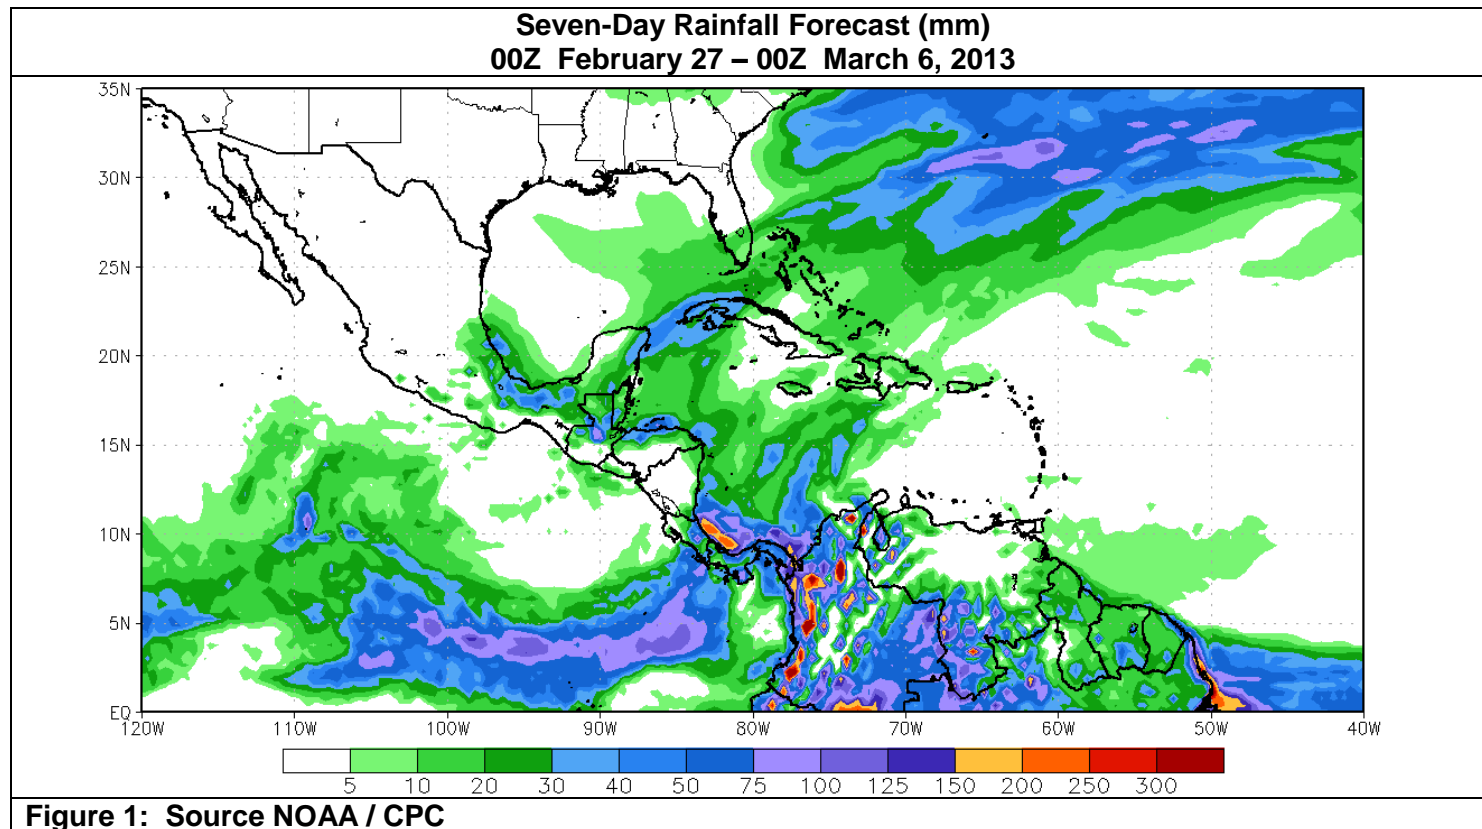 Seven-Day Rainfall Forecast (mm)
00Z February 27 – 00Z March 6, 2013
35N
30N
25N
20N
15N
10N
5N
EQ
120W 110W 100W 90W 80W 70W 60W 50W 40W
5 10 20 30 40 50 75 100 125 150 200 250 300
Figure 1: Source NOAA / CPC